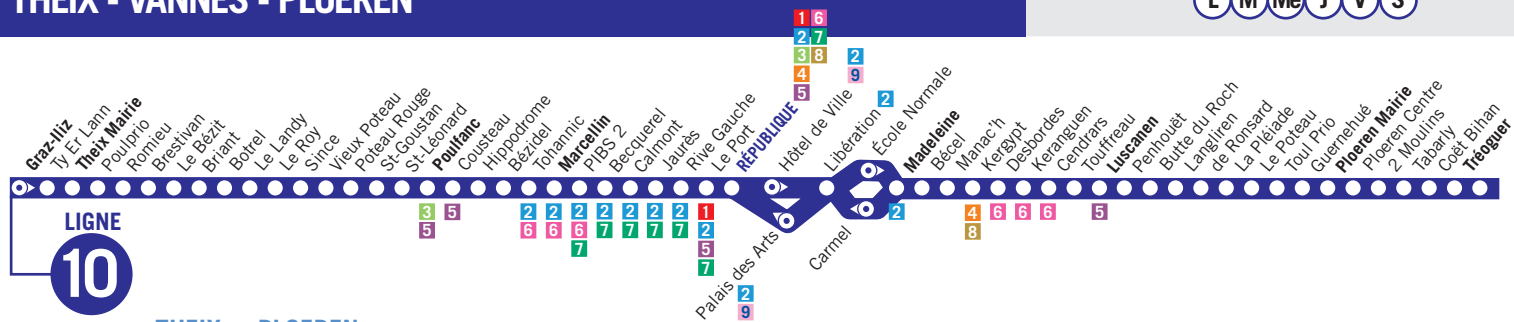 THEIX - VANNES - PLOEREN
L M Me J V S
Graz-Iliz
Ty Er Lann
Theix Mairie
Poulprio
Romieu
Brestivan
Le Bézit
Briant
Botrel
Le Landy
Le Roy
Since
Vieux Poteau
Poteau Rouge
St-Goustan
St-Léonard
Poulfanc
Cousteau
Hippodrome
Bézidel
Tohannic
Marcellin
PIBS 2
Becquerel
Calmont
Jaurès
Rive Gauche
Le Port
RÉPUBLIQUE
1 6
2 7
3 8
4
5
Hôtel de Ville
2
9
Libération
2
École Normale
Madeleine
Bécel
Manac'h
Kergypt
Desbordes
Keranguen
Cendrars
Touffreau
Luscanen
Penhouët
Butte du Roch
Langliren
de Ronsard
La Pléiade
Le Poteau
Toul Prio
Guernehué
Ploeren Mairie
Ploeren Centre
2 Moulins
Tabarly
Coët Bihan
Tréoguer
3 5 2 2 2 2 2 2 2 1 2 4 6 6 6 5
5 6 6 6 7 7 7 7 2 8
7 5
7
Palais des Arts
2
9
Carmel
LIGNE
10
THEIX PLOEREN